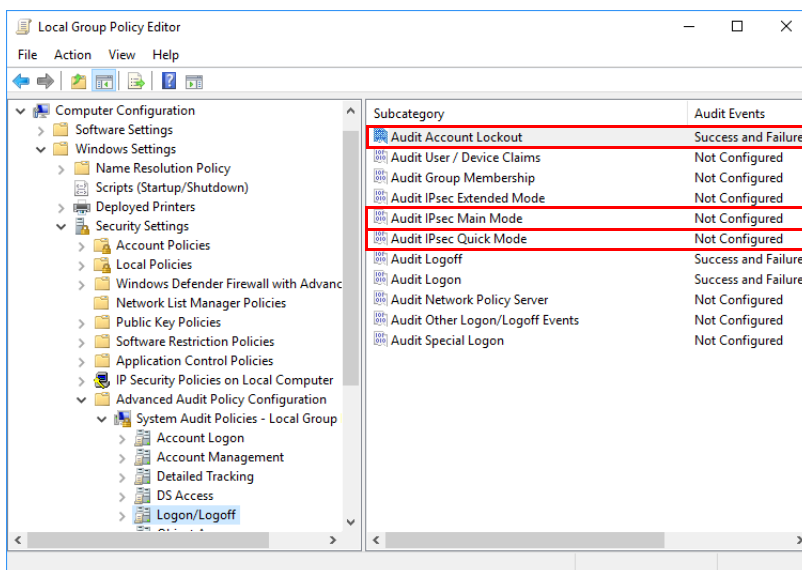 Local Group Policy Editor
File Action View Help
Computer Configuration
Software Settings
Windows Settings
Name Resolution Policy
Scripts (Startup/Shutdown)
Deployed Printers
Security Settings
Account Policies
Local Policies
Windows Defender Firewall with Advanc
Network List Manager Policies
Public Key Policies
Software Restriction Policies
Application Control Policies
IP Security Policies on Local Computer
Advanced Audit Policy Configuration
System Audit Policies - Local Group
Account Logon
Account Management
Detailed Tracking
DS Access
Logon/Logoff
Subcategory Audit Events
Audit Account Lockout Success and Failure
Audit User / Device Claims Not Configured
Audit Group Membership Not Configured
Audit IPsec Extended Mode Not Configured
Audit IPsec Main Mode Not Configured
Audit IPsec Quick Mode Not Configured
Audit Logoff Success and Failure
Audit Logon Success and Failure
Audit Network Policy Server Not Configured
Audit Other Logon/Logoff Events Not Configured
Audit Special Logon Not Configured